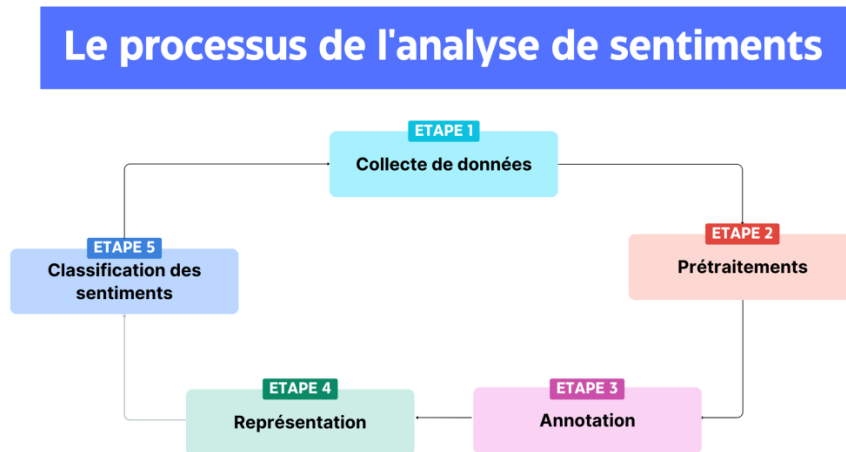 Le processus de l'analyse de sentiments
ETAPE 1
Collecte de données
ETAPE 2
Prétraitements
ETAPE 3
Annotation
ETAPE 4
Représentation
ETAPE 5
Classification des
sentiments